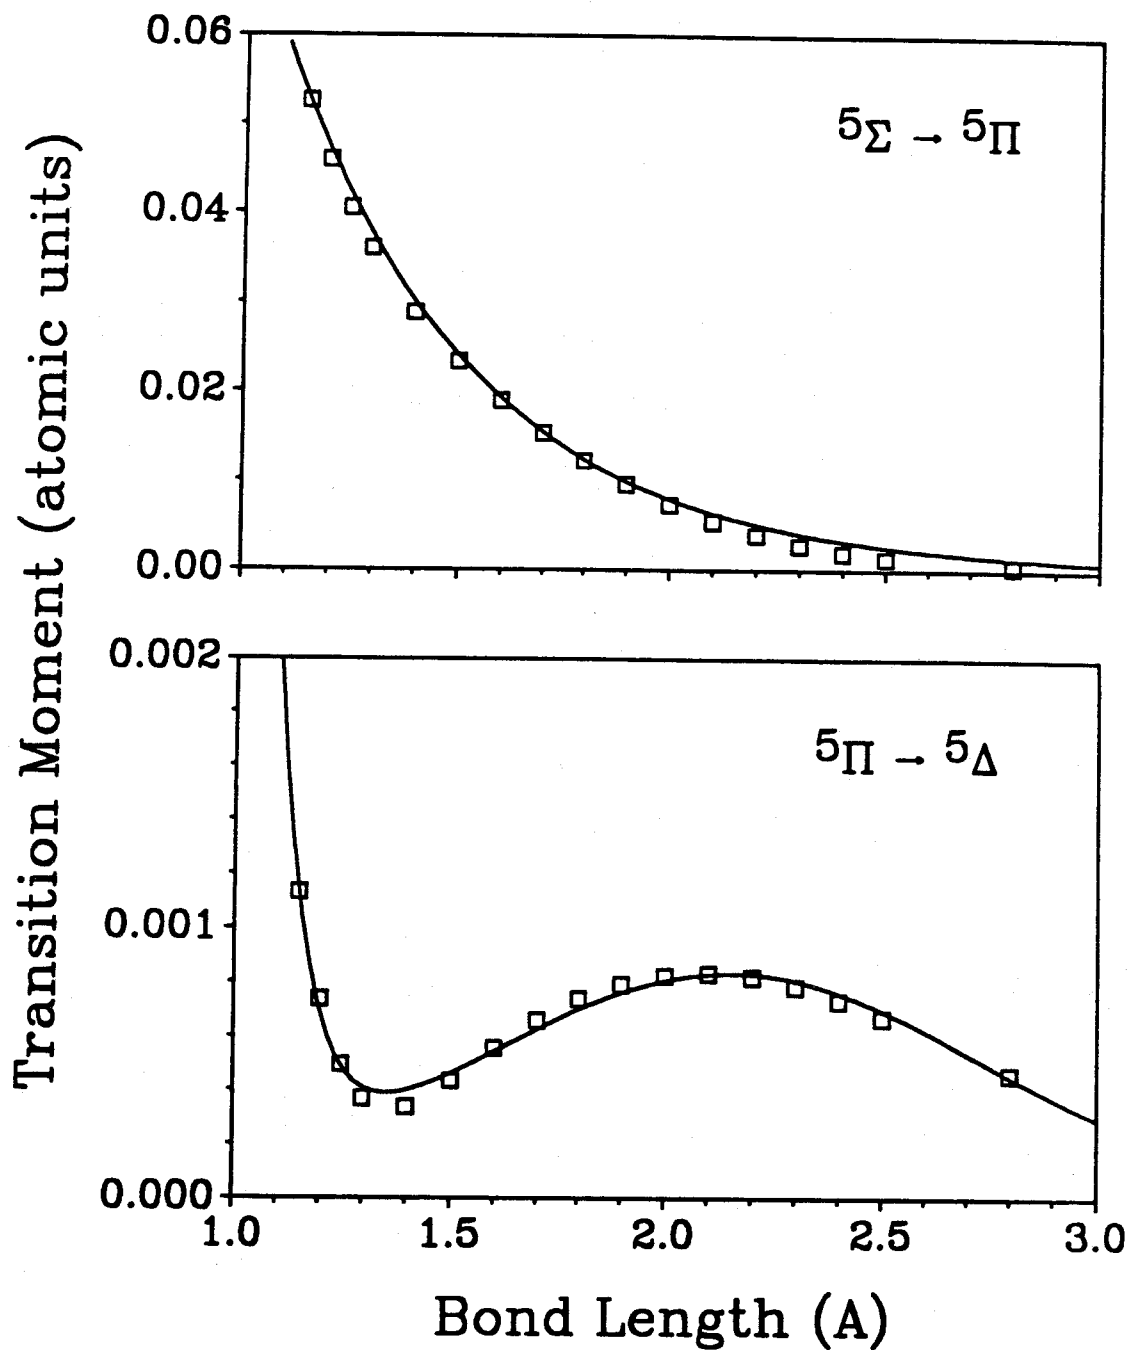 Transition Moment (atomic units)
0.06
0.04
0.02
0.00
⁵Σ → ⁵Π
0.002
0.001
0.000
⁵Π → ⁵Δ
1.0 1.5 2.0 2.5 3.0
Bond Length (A)